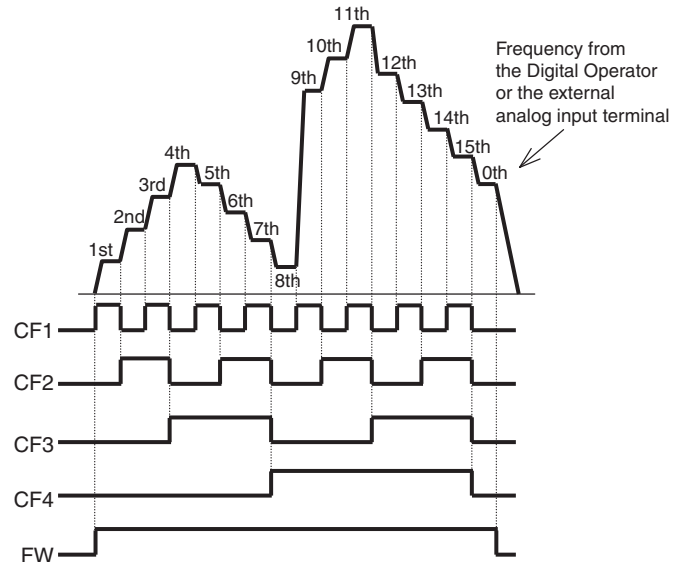 11th
10th
9th
12th
13th
14th
15th
0th
Frequency from
the Digital Operator
or the external
analog input terminal
4th
3rd
5th
2nd
6th
1st
7th
8th
CF1
CF2
CF3
CF4
FW